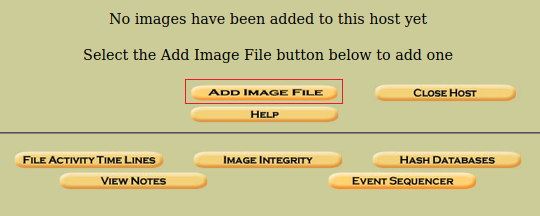 No images have been added to this host yet
Select the Add Image File button below to add one
ADD IMAGE FILE CLOSE HOST
HELP
FILE ACTIVITY TIME LINES IMAGE INTEGRITY HASH DATABASES
VIEW NOTES EVENT SEQUENCER